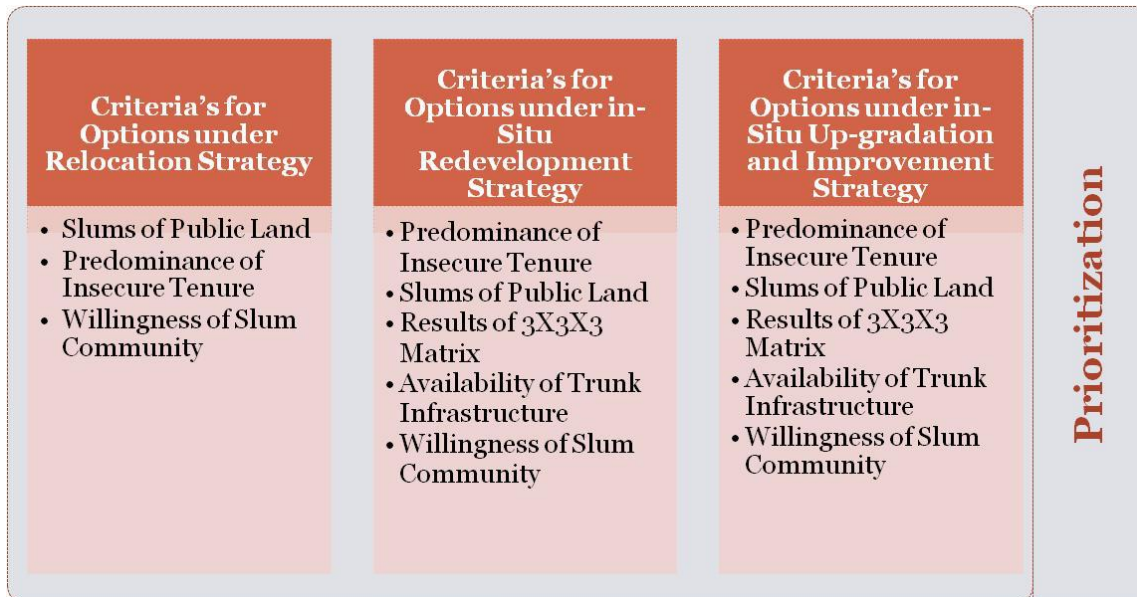 Criteria's for
Options under
Relocation Strategy
• Slums of Public Land
• Predominance of
Insecure Tenure
• Willingness of Slum
Community
Criteria's for
Options under in-
Situ
Redevelopment
Strategy
• Predominance of
Insecure Tenure
• Slums of Public Land
• Results of 3X3X3
Matrix
• Availability of Trunk
Infrastructure
• Willingness of Slum
Community
Criteria's for
Options under in-
Situ Up-gradation
and Improvement
Strategy
• Predominance of
Insecure Tenure
• Slums of Public Land
• Results of 3X3X3
Matrix
• Availability of Trunk
Infrastructure
• Willingness of Slum
Community
Prioritization